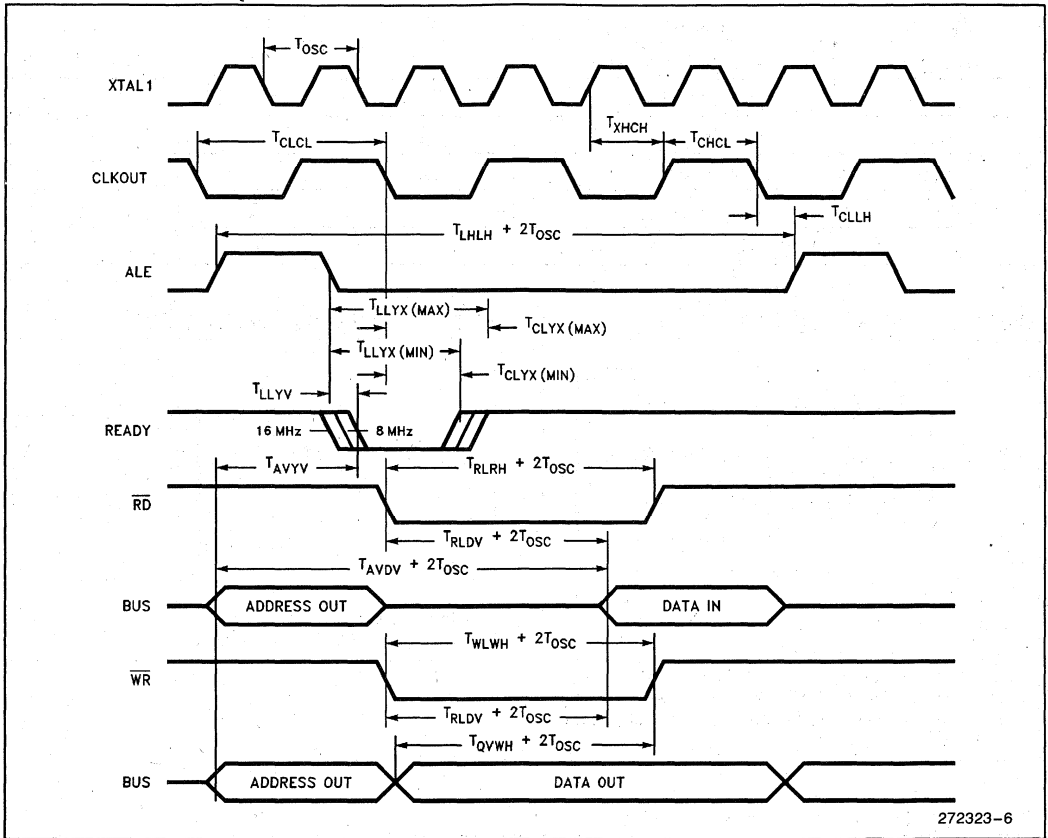 TOSC
XTAL1
TXHCH
TCHCL
TCLCL
CLKOUT
TCLLH
TLHLH + 2TOSC
ALE
TLLYX (MAX)
TCLYX (MAX)
TLLYX (MIN)
TCLYX (MIN)
TLLYV
READY
16 MHz
8 MHz
TAVYV
TRLRH + 2TOSC
RD
TRLDV + 2TOSC
TAVDV + 2TOSC
BUS
ADDRESS OUT
DATA IN
TWLWH + 2TOSC
WR
TRLDV + 2TOSC
TQVWH + 2TOSC
BUS
ADDRESS OUT
DATA OUT
272323-6